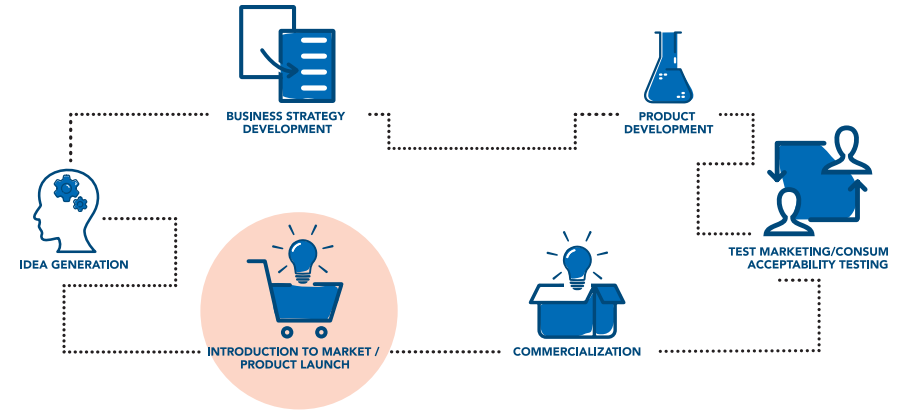 BUSINESS STRATEGY
DEVELOPMENT
PRODUCT
DEVELOPMENT
IDEA GENERATION
TEST MARKETING/CONSUM
ACCEPTABILITY TESTING
INTRODUCTION TO MARKET /
PRODUCT LAUNCH
COMMERCIALIZATION